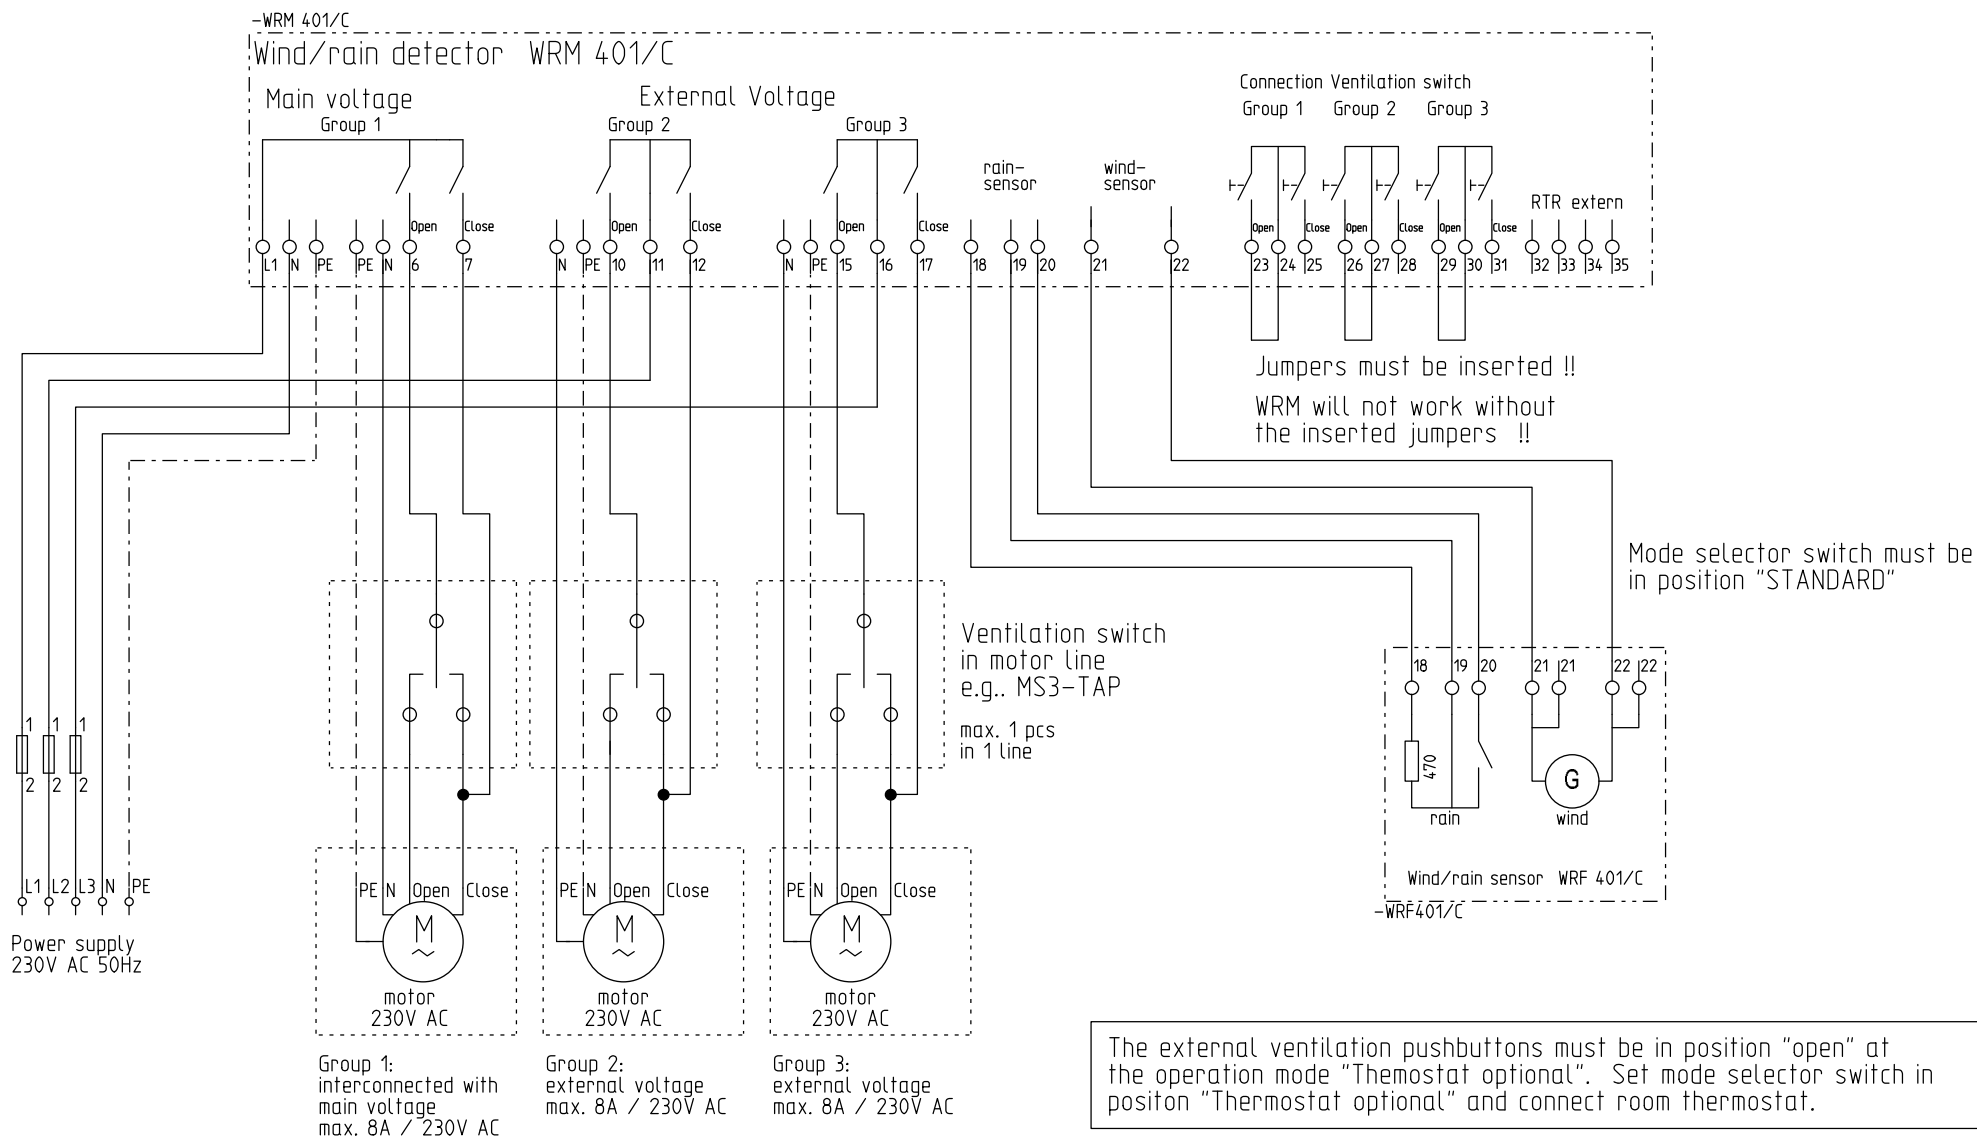 -WRM 401/C
Wind/rain detector WRM 401/C
Main voltage
External Voltage
Group 1
Group 2
Group 3
Connection Ventilation switch
Group 1 Group 2 Group 3
rain-
sensor
wind-
sensor
RTR extern
Open Close Open Close Open Close Open Close Open Close Open Close
L1 N PE PE N 6 7 N PE 10 11 12 N PE 15 16 17 18 19 20 21 22 23 24 25 26 27 28 29 30 31 32 33 34 35
Jumpers must be inserted !!
WRM will not work without
the inserted jumpers !!
Mode selector switch must be
in position "STANDARD"
Ventilation switch
in motor line
e.g.. MS3-TAP
max. 1 pcs
in 1 line
18 19 20 21 21 22 22
470
G
rain
wind
Wind/rain sensor WRF 401/C
-WRF401/C
1 1 1
2 2 2
L1 L2 L3 N PE
Power supply
230V AC 50Hz
PE N Open Close
M
~
motor
230V AC
PE N Open Close
M
~
motor
230V AC
PE N Open Close
M
~
motor
230V AC
Group 1:
interconnected with
main voltage
max. 8A / 230V AC
Group 2:
external voltage
max. 8A / 230V AC
Group 3:
external voltage
max. 8A / 230V AC
The external ventilation pushbuttons must be in position "open" at
the operation mode "Themostat optional". Set mode selector switch in
positon "Thermostat optional" and connect room thermostat.